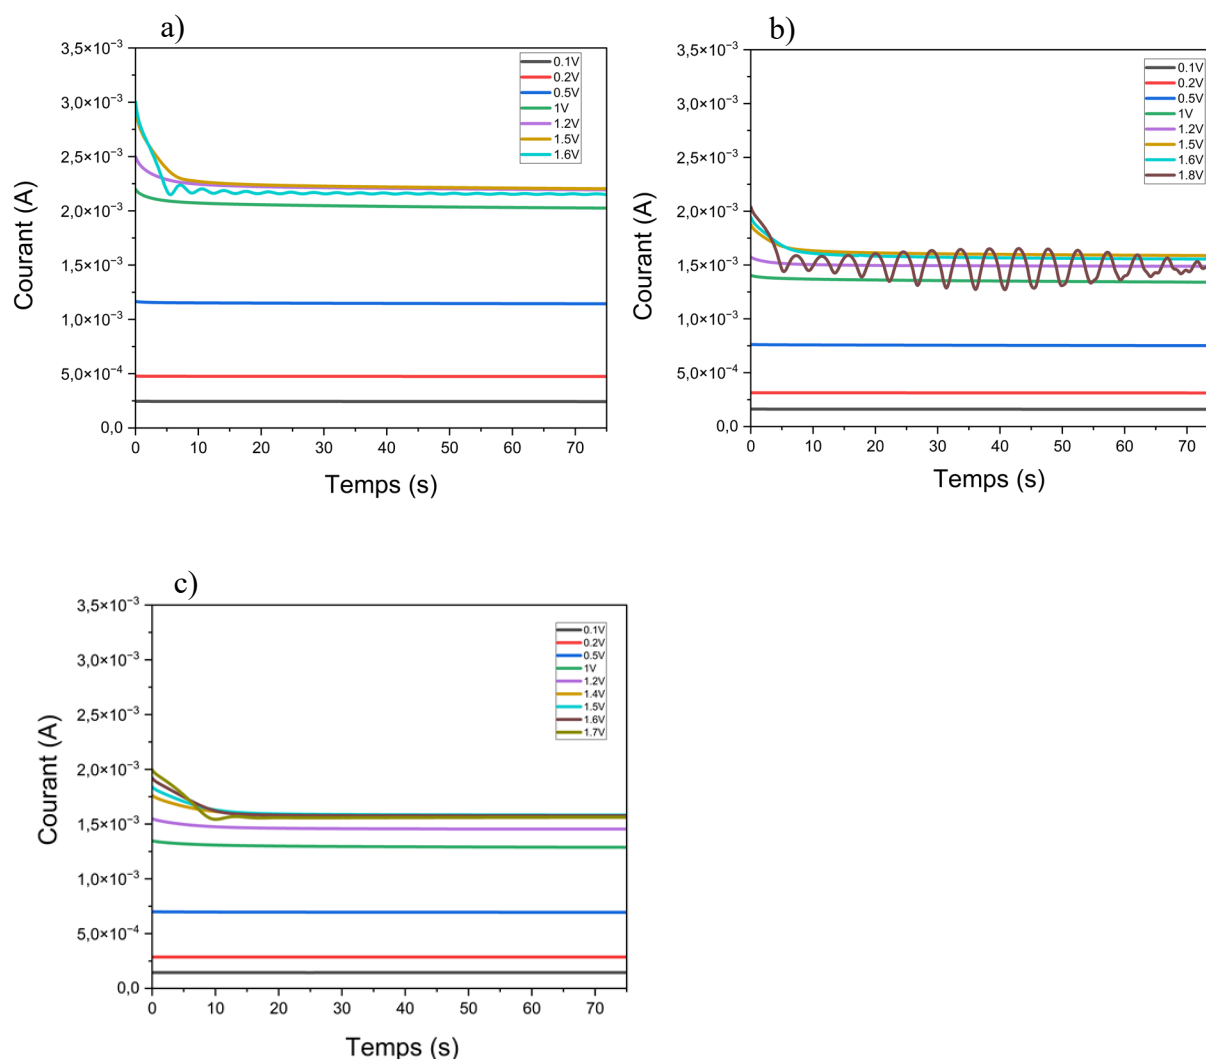 a)
3,5×10⁻³
3,0×10⁻³
2,5×10⁻³
2,0×10⁻³
1,5×10⁻³
1,0×10⁻³
5,0×10⁻⁴
0,0
Courant (A)
0 10 20 30 40 50 60 70
Temps (s)
0.1V
0.2V
0.5V
1V
1.2V
1.5V
1.6V
b)
3,5×10⁻³
3,0×10⁻³
2,5×10⁻³
2,0×10⁻³
1,5×10⁻³
1,0×10⁻³
5,0×10⁻⁴
0,0
Courant (A)
0 10 20 30 40 50 60 70
Temps (s)
0.1V
0.2V
0.5V
1V
1.2V
1.5V
1.6V
1.8V
c)
3,5×10⁻³
3,0×10⁻³
2,5×10⁻³
2,0×10⁻³
1,5×10⁻³
1,0×10⁻³
5,0×10⁻⁴
0,0
Courant (A)
0 10 20 30 40 50 60 70
Temps (s)
0.1V
0.2V
0.5V
1V
1.2V
1.4V
1.5V
1.6V
1.7V